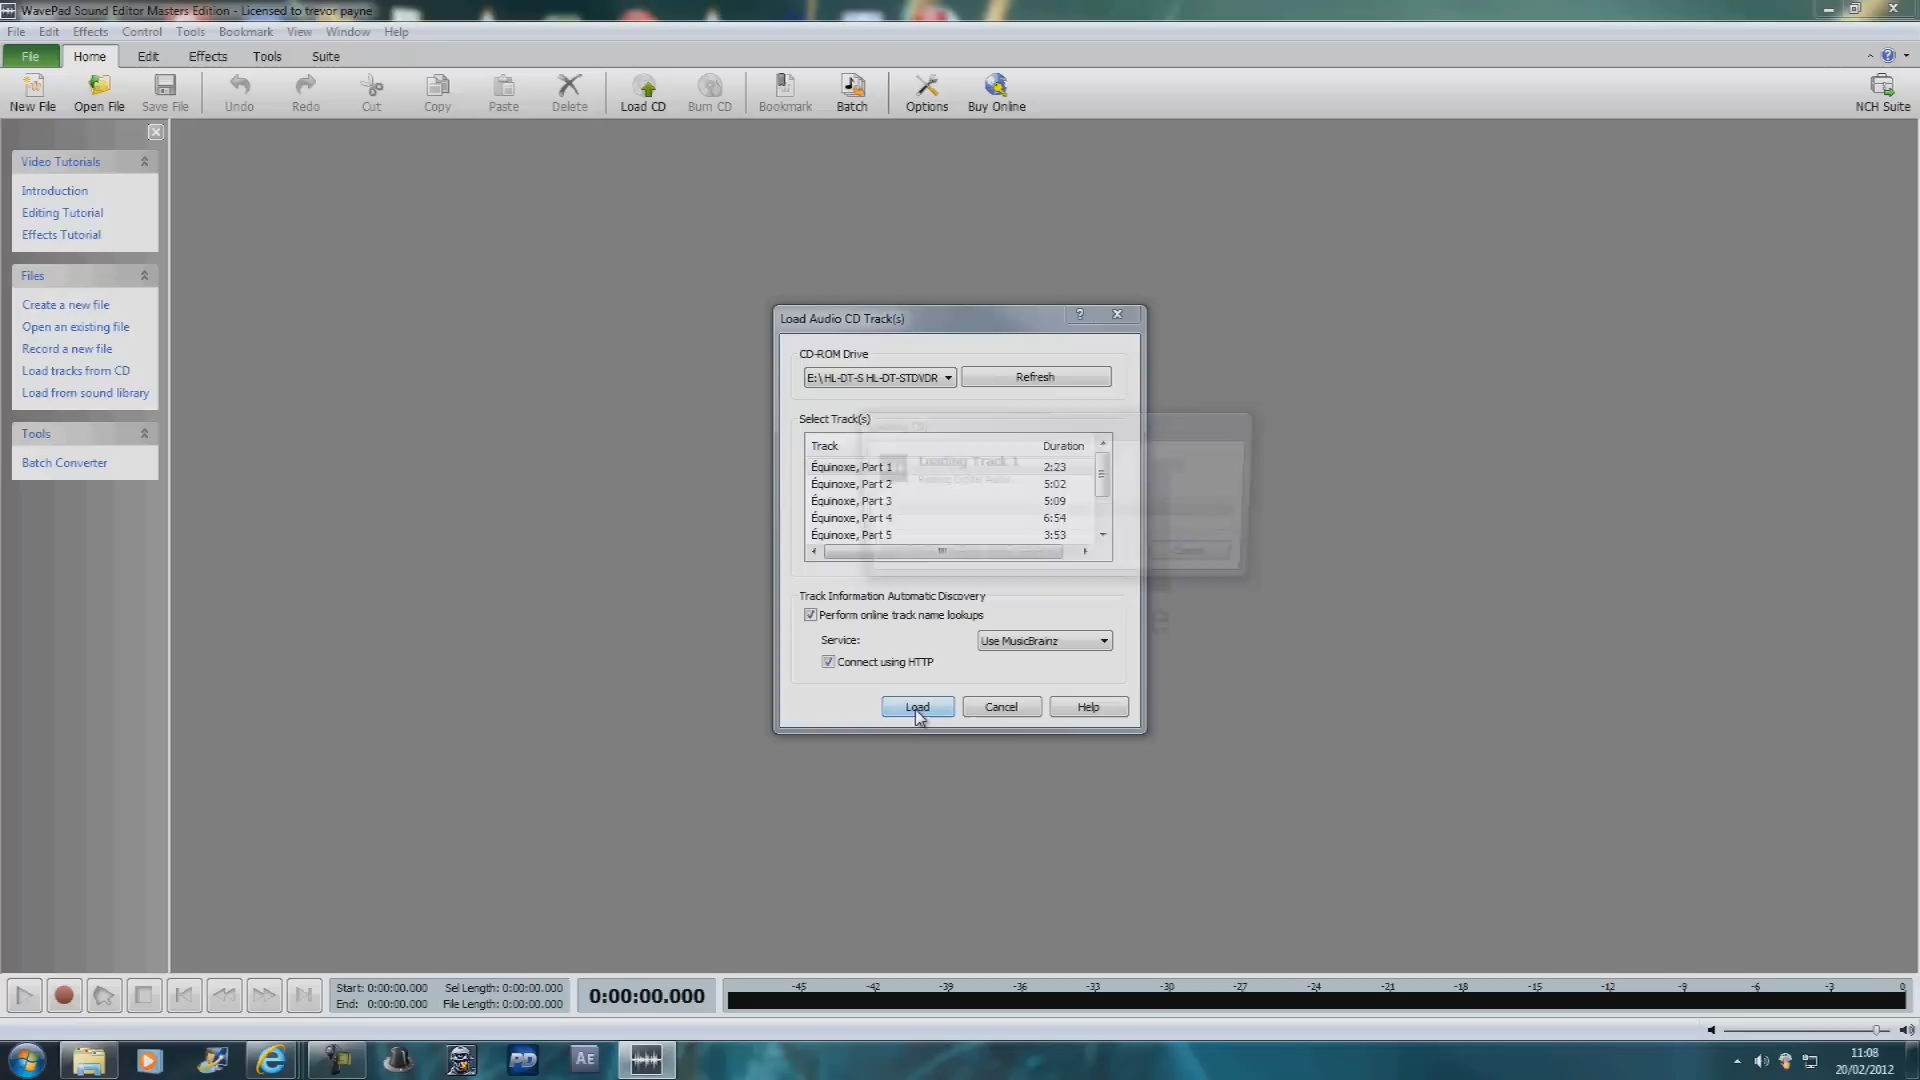 WavePad Sound Editor Masters Edition - Licensed to trevor payne
File Edit Effects Control Tools Bookmark View Window Help
File Home Edit Effects Tools Suite
New File Open File Save File Undo Redo Cut Copy Paste Delete Load CD Burn CD Bookmark Batch Options Buy Online NCH Suite
Video Tutorials
Introduction
Editing Tutorial
Effects Tutorial
Files
Create a new file
Open an existing file
Record a new file
Load tracks from CD
Load from sound library
Tools
Batch Converter
Load Audio CD Track(s)
CD-ROM Drive
E:\HL-DT-S HL-DT-STDVDR Refresh
Select Track(s)
Track Duration
Équinoxe, Part 1 2:23
Équinoxe, Part 2 5:02
Équinoxe, Part 3 5:09
Équinoxe, Part 4 6:54
Équinoxe, Part 5 3:53
Loading Track 1
Track Information Automatic Discovery
Perform online track name lookups
Service: Use MusicBrainz
Connect using HTTP
Load Cancel Help
Start: 0:00:00.000 Sel Length: 0:00:00.000
End: 0:00:00.000 File Length: 0:00:00.000
0:00:00.000
-45 -42 -39 -36 -33 -30 -27 -24 -21 -18 -15 -12 -9 -6 -3 0
PD AE
11:08
20/02/2012